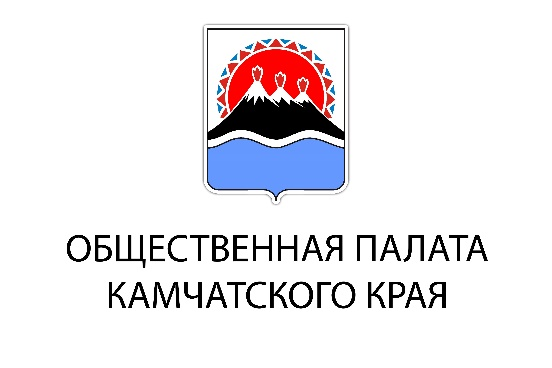 ОБЩЕСТВЕННАЯ ПАЛАТА
КАМЧАТСКОГО КРАЯ